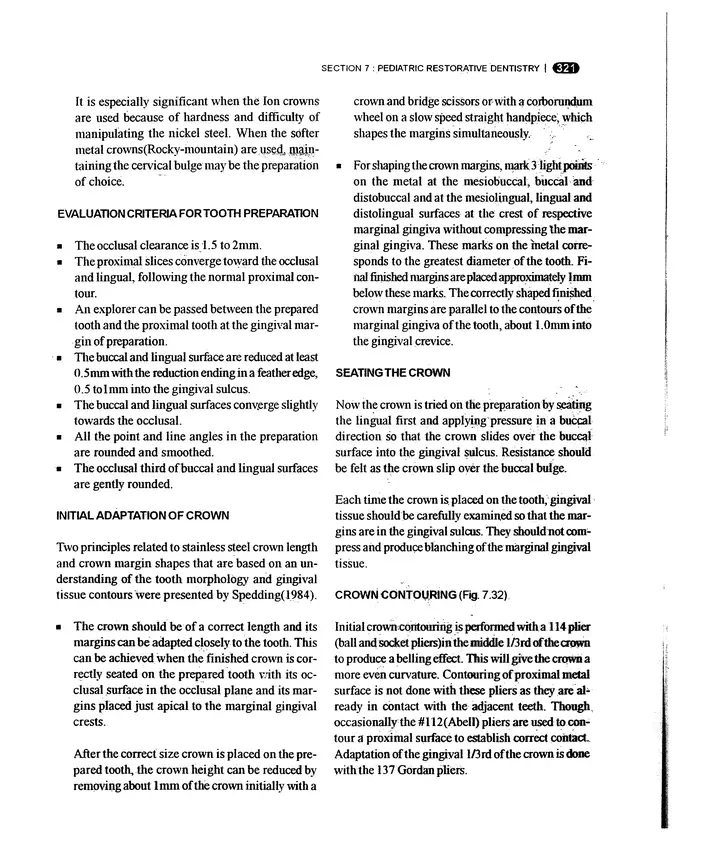 SECTION 7 : PEDIATRIC RESTORATIVE DENTISTRY | 321
It is especially significant when the Ion crowns
are used because of hardness and difficulty of
manipulating the nickel steel. When the softer
metal crowns(Rocky-mountain) are used, main-
taining the cervical bulge may be the preparation
of choice.
EVALUATION CRITERIA FOR TOOTH PREPARATION
▪ The occlusal clearance is 1.5 to 2mm.
▪ The proximal slices converge toward the occlusal
and lingual, following the normal proximal con-
tour.
▪ An explorer can be passed between the prepared
tooth and the proximal tooth at the gingival mar-
gin of preparation.
▪ The buccal and lingual surface are reduced at least
0.5mm with the reduction ending in a feather edge,
0.5 to1mm into the gingival sulcus.
▪ The buccal and lingual surfaces converge slightly
towards the occlusal.
▪ All the point and line angles in the preparation
are rounded and smoothed.
▪ The occlusal third of buccal and lingual surfaces
are gently rounded.
INITIAL ADAPTATION OF CROWN
Two principles related to stainless steel crown length
and crown margin shapes that are based on an un-
derstanding of the tooth morphology and gingival
tissue contours were presented by Spedding(1984).
▪ The crown should be of a correct length and its
margins can be adapted closely to the tooth. This
can be achieved when the finished crown is cor-
rectly seated on the prepared tooth with its oc-
clusal surface in the occlusal plane and its mar-
gins placed just apical to the marginal gingival
crests.
After the correct size crown is placed on the pre-
pared tooth, the crown height can be reduced by
removing about 1mm of the crown initially with a
crown and bridge scissors or with a corborundum
wheel on a slow speed straight handpiece, which
shapes the margins simultaneously.
▪ For shaping the crown margins, mark 3 light points
on the metal at the mesiobuccal, buccal and
distobuccal and at the mesiolingual, lingual and
distolingual surfaces at the crest of respective
marginal gingiva without compressing the mar-
ginal gingiva. These marks on the metal corre-
sponds to the greatest diameter of the tooth. Fi-
nal finished margins are placed approximately 1mm
below these marks. The correctly shaped finished
crown margins are parallel to the contours of the
marginal gingiva of the tooth, about 1.0mm into
the gingival crevice.
SEATING THE CROWN
Now the crown is tried on the preparation by seating
the lingual first and applying pressure in a buccal
direction so that the crown slides over the buccal
surface into the gingival sulcus. Resistance should
be felt as the crown slip over the buccal bulge.
Each time the crown is placed on the tooth, gingival
tissue should be carefully examined so that the mar-
gins are in the gingival sulcus. They should not com-
press and produce blanching of the marginal gingival
tissue.
CROWN CONTOURING (Fig. 7.32)
Initial crown contouring is performed with a 114 plier
(ball and socket pliers)in the middle 1/3rd of the crown
to produce a belling effect. This will give the crown a
more even curvature. Contouring of proximal metal
surface is not done with these pliers as they are al-
ready in contact with the adjacent teeth. Though
occasionally the #112(Abell) pliers are used to con-
tour a proximal surface to establish correct contact.
Adaptation of the gingival 1/3rd of the crown is done
with the 137 Gordan pliers.